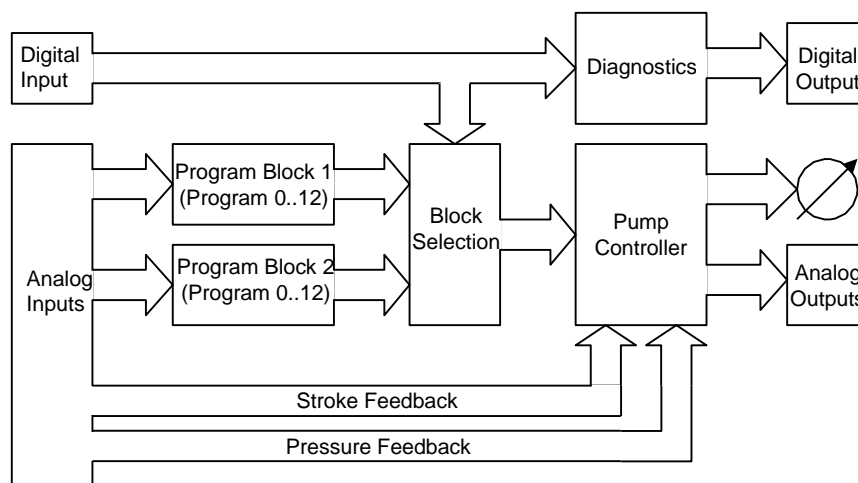 Digital
Input
Diagnostics
Digital
Output
Program Block 1
(Program 0..12)
Block
Selection
Pump
Controller
Program Block 2
(Program 0..12)
Analog
Inputs
Analog
Outputs
Stroke Feedback
Pressure Feedback